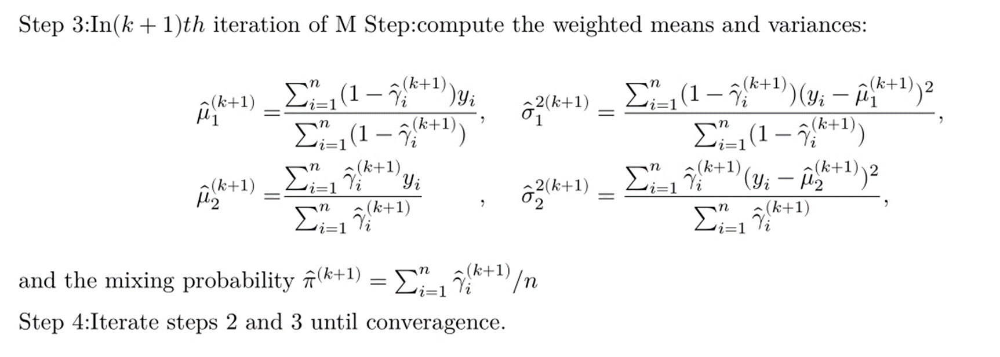 Step 3:In$(k+1)th$ iteration of M Step:compute the weighted means and variances:
$\hat{\mu}_1^{(k+1)} = \frac{\sum_{i=1}^{n}(1-\hat{\gamma}_i^{(k+1)})y_i}{\sum_{i=1}^{n}(1-\hat{\gamma}_i^{(k+1)})}, \quad \hat{\sigma}_1^{2(k+1)} = \frac{\sum_{i=1}^{n}(1-\hat{\gamma}_i^{(k+1)})(y_i-\hat{\mu}_1^{(k+1)})^2}{\sum_{i=1}^{n}(1-\hat{\gamma}_i^{(k+1)})},$
$\hat{\mu}_2^{(k+1)} = \frac{\sum_{i=1}^{n}\hat{\gamma}_i^{(k+1)}y_i}{\sum_{i=1}^{n}\hat{\gamma}_i^{(k+1)}}, \quad \hat{\sigma}_2^{2(k+1)} = \frac{\sum_{i=1}^{n}\hat{\gamma}_i^{(k+1)}(y_i-\hat{\mu}_2^{(k+1)})^2}{\sum_{i=1}^{n}\hat{\gamma}_i^{(k+1)}},$
and the mixing probability $\hat{\pi}^{(k+1)} = \sum_{i=1}^{n}\hat{\gamma}_i^{(k+1)}/n$
Step 4:Iterate steps 2 and 3 until converagence.